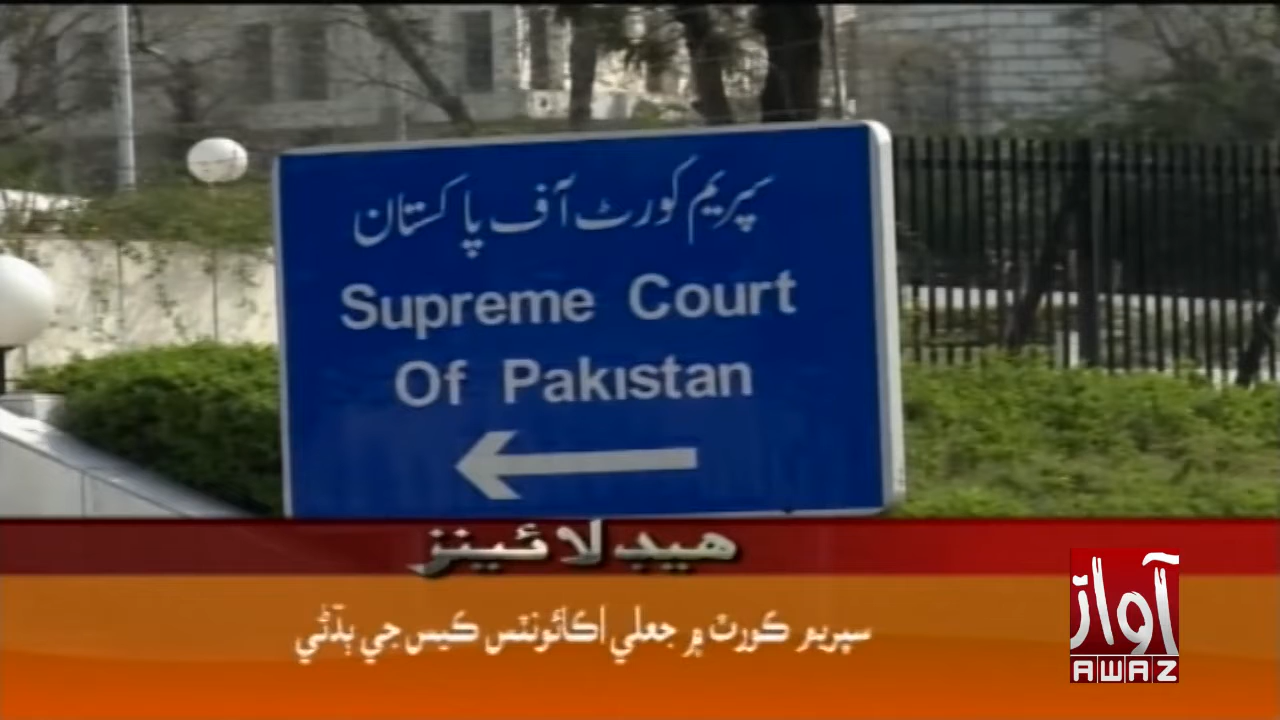 سپریم کورٹ آف پاکستان
Supreme Court
Of Pakistan
هيڊ لائينز
سپريم ڪورٽ ۾ جعلي اڪائونٽس ڪيس جي ٻڌڻي
آواز
AWAZ